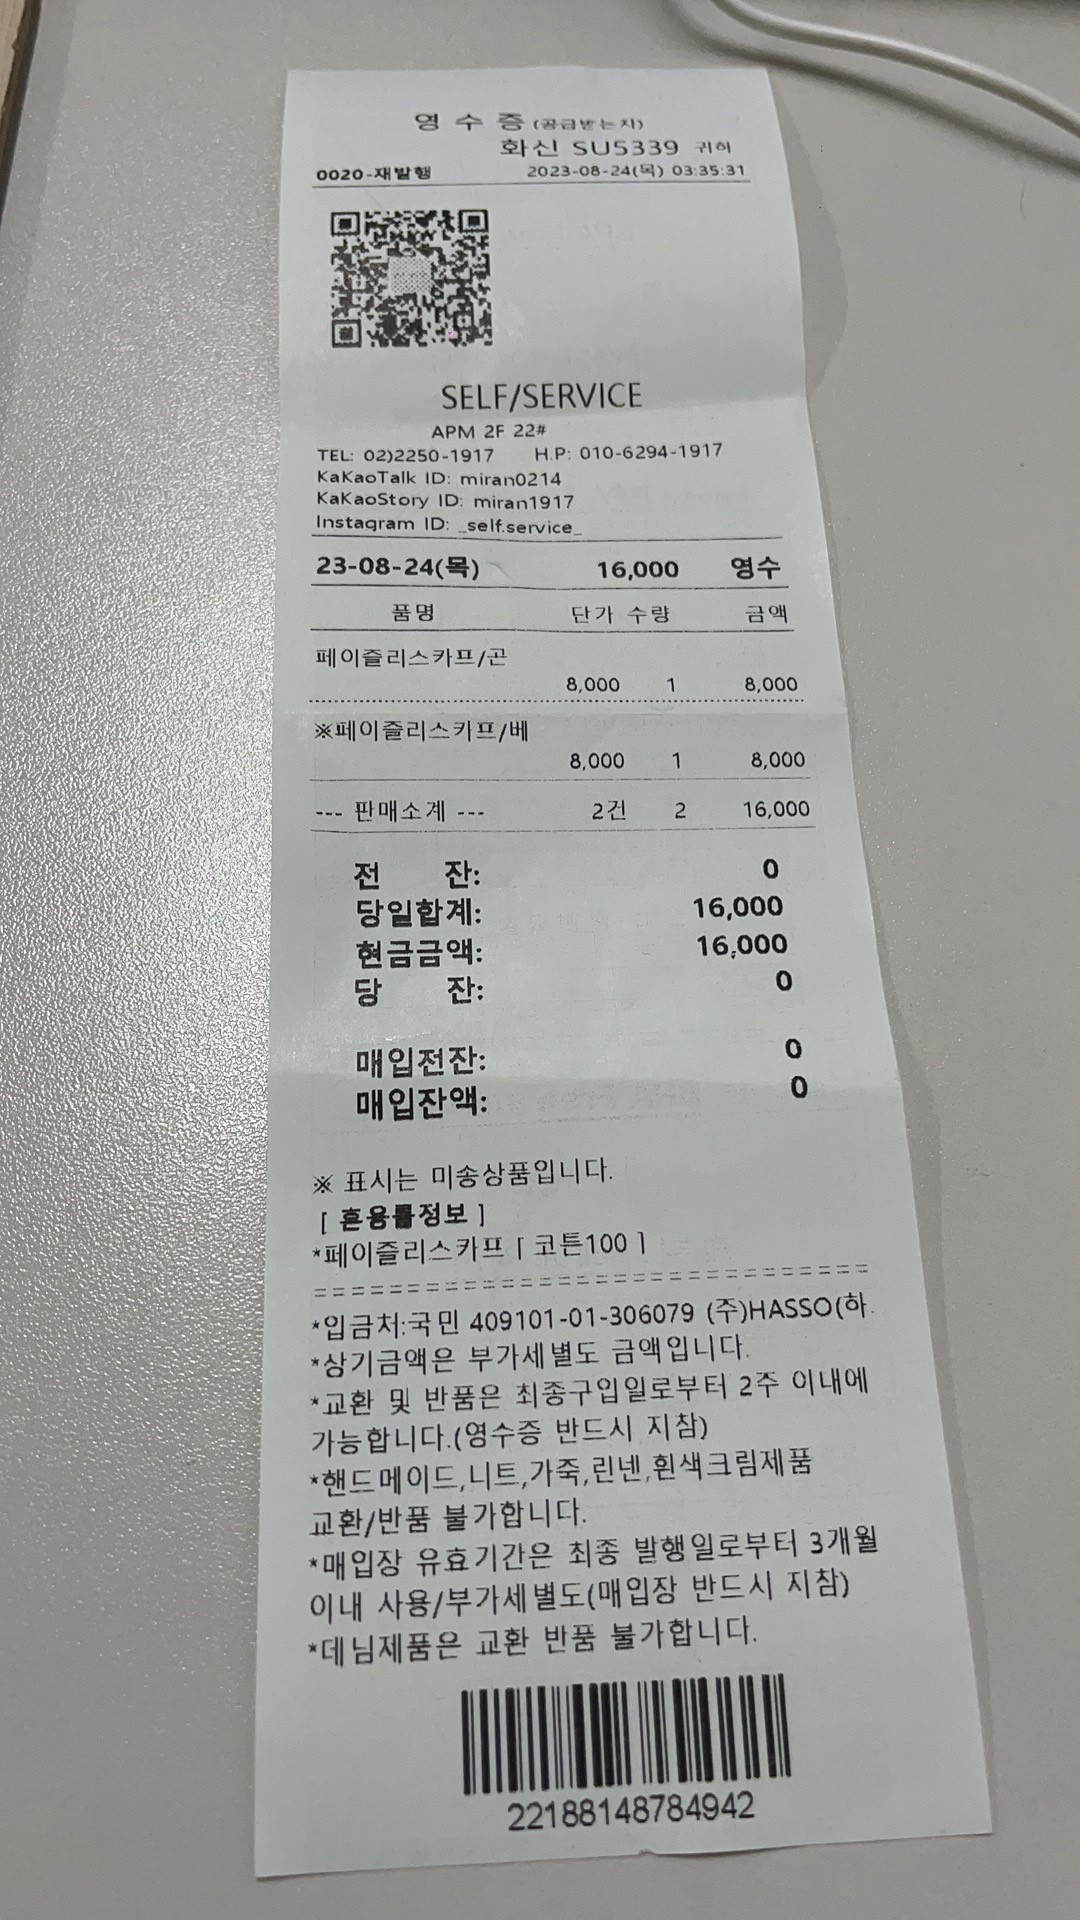 영 수 증 (공급받는자)
화신 SU5339 귀하
0020-재발행 2023-08-24(목) 03:35:31
SELF/SERVICE
APM 2F 22#
TEL: 02)2250-1917 H.P: 010-6294-1917
KaKaoTalk ID: miran0214
KaKaoStory ID: miran1917
Instagram ID: _self.service_
23-08-24(목) 16,000 영수
품명 단가 수량 금액
페이즐리스카프/곤
8,000 1 8,000
※페이즐리스카프/베
8,000 1 8,000
--- 판매소계 --- 2건 2 16,000
전 잔: 0
당일합계: 16,000
현금금액: 16,000
당 잔: 0
매입전잔: 0
매입잔액: 0
※ 표시는 미송상품입니다.
[ 혼용률정보 ]
*페이즐리스카프 [ 코튼100 ]
==============================
*입금처:국민 409101-01-306079 (주)HASSO(하.
*상기금액은 부가세별도 금액입니다.
*교환 및 반품은 최종구입일로부터 2주 이내에
가능합니다.(영수증 반드시 지참)
*핸드메이드,니트,가죽,린넨,흰색크림제품
교환/반품 불가합니다.
*매입장 유효기간은 최종 발행일로부터 3개월
이내 사용/부가세별도(매입장 반드시 지참)
*데님제품은 교환 반품 불가합니다.
22188148784942